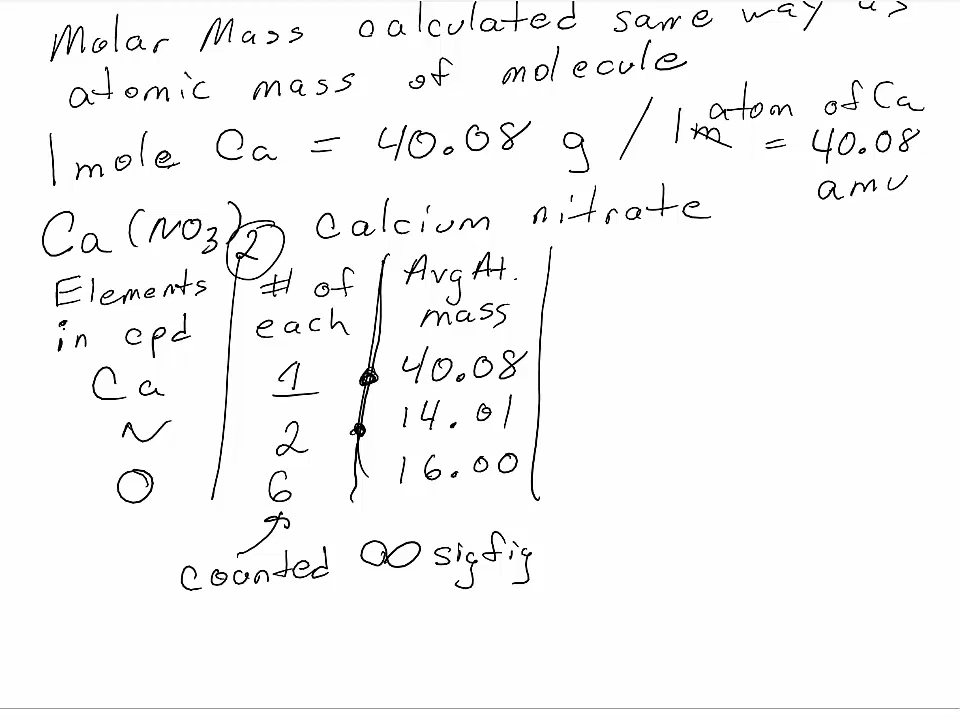 Molar Mass calculated same way as
atomic mass of molecule
1 mole Ca = 40.08 g / 1 atom of Ca = 40.08 amu
Ca(NO3)2 calcium nitrate
Elements in cpd | # of each | Avg At. mass
Ca 1 40.08
N 2 14.01
O 6 16.00
counted ∞ sigfig